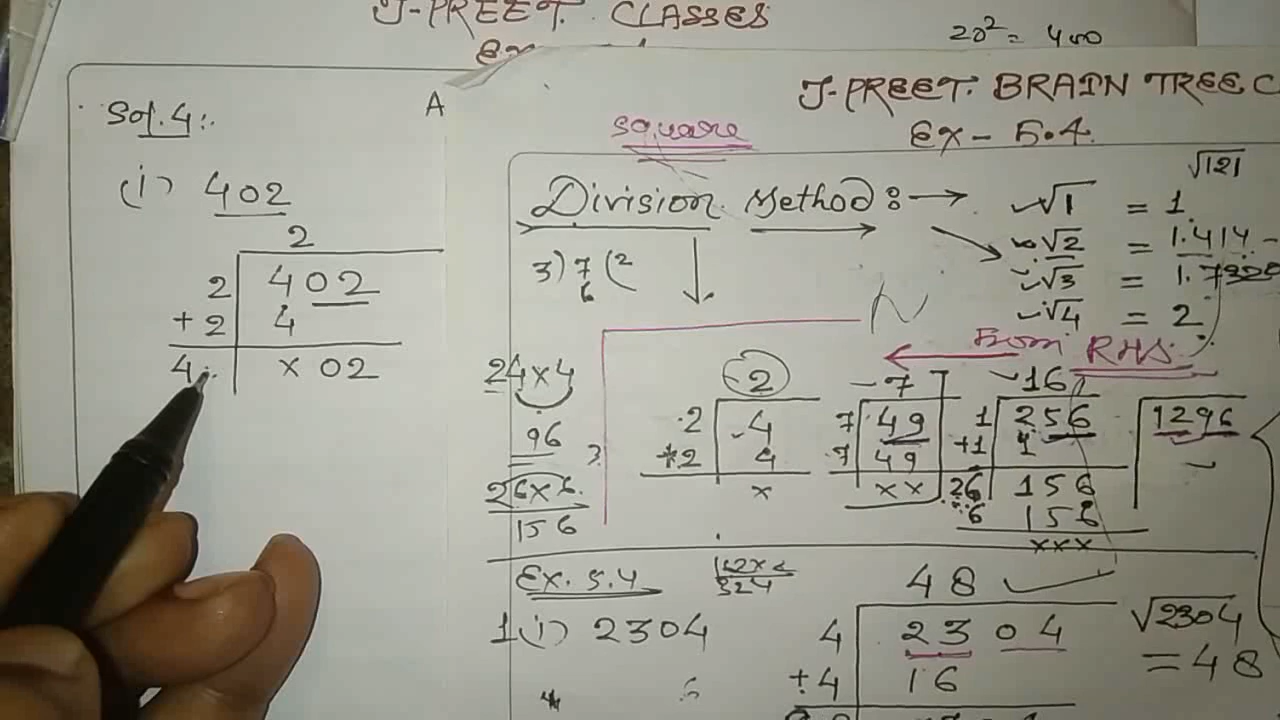 J-PREET. CLASSES
20² = 400
Sol. 4:.
A
(i) 402
2
2 402
+ 2 4
4 × 02
J-PREET. BRAIN TREE C
Ex - 5.4.
square
√121
Division Method :→
√1 = 1
√2 = 1.414
√3 = 1.732
√4 = 2
3) 7 (2
6
From RHS
24×4
96
26×6
156
2
2 4
+2 4
×
7
7 49
7 49
××
16
1 256
+1 1
26 156
6 156
×××
1296
Ex. 5.4
324
1(i) 2304
48
4 23 04
+4 16
√2304
= 48